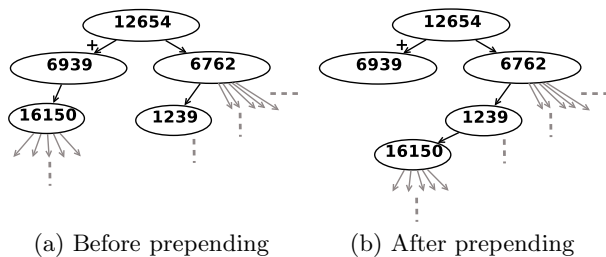 12654 12654
+ +
6939 6762 6939 6762
16150 1239 1239
16150
(a) Before prepending (b) After prepending